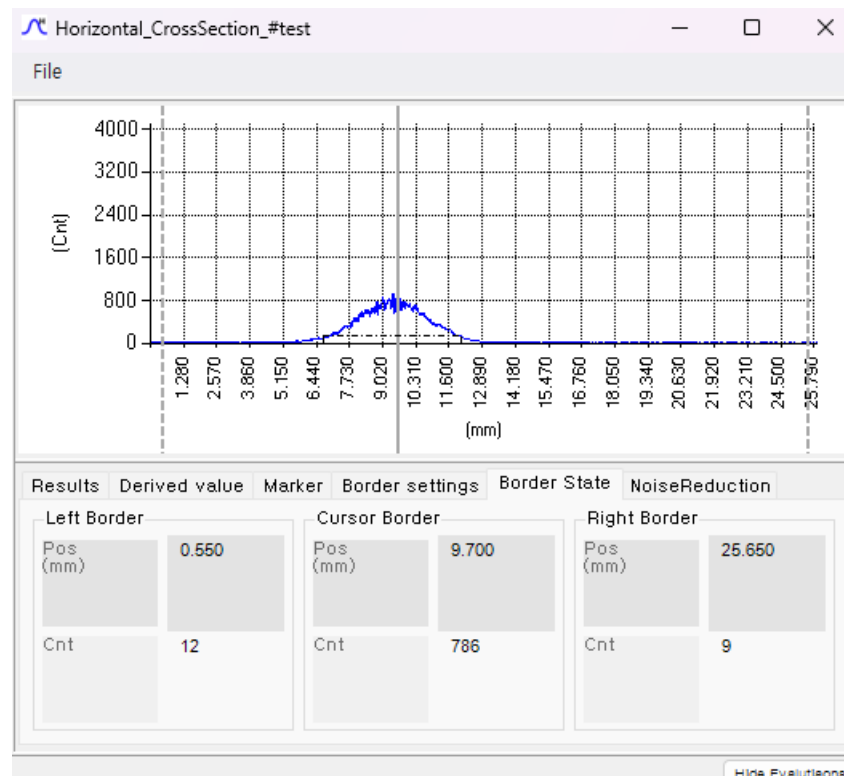 Horizontal_CrossSection_#test
File
4000
3200
2400
1600
800
0
(Cnt)
1.280
2.570
3.860
5.150
6.440
7.730
9.020
10.310
11.600
12.890
14.180
15.470
16.760
18.050
19.340
20.630
21.920
23.210
24.500
25.790
(mm)
Results Derived value Marker Border settings Border State NoiseReduction
Left Border Cursor Border Right Border
Pos (mm) 0.550 Pos (mm) 9.700 Pos (mm) 25.650
Cnt 12 Cnt 786 Cnt 9
Hide